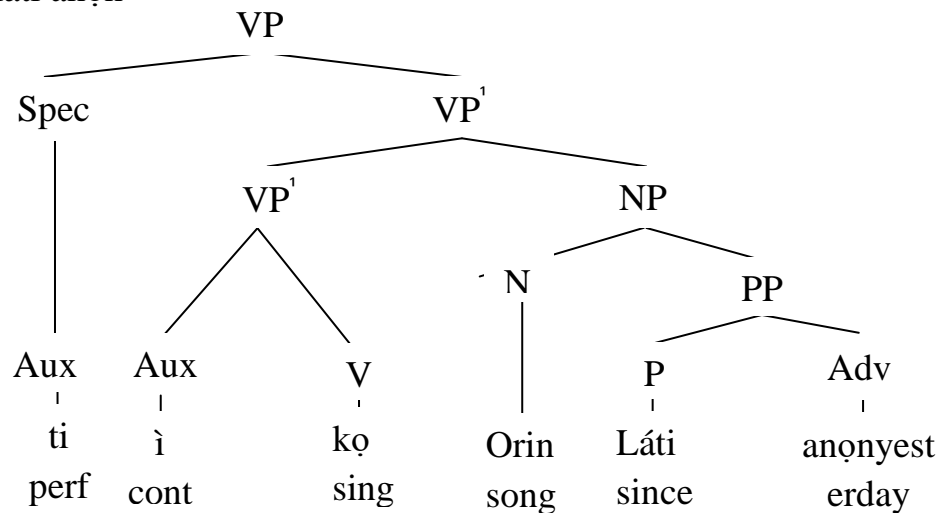 VP
Spec VP¹
VP¹ NP
N PP
Aux Aux V P Adv
ti ì kọ Orin Láti anọnyest
perf cont sing song since erday